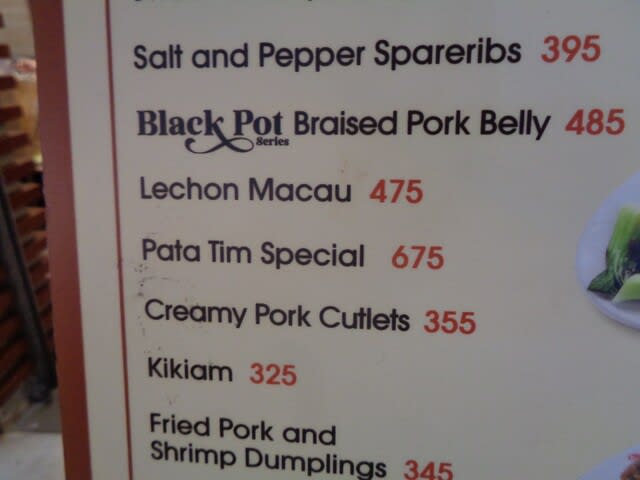 Salt and Pepper Spareribs 395
Black Pot Series Braised Pork Belly 485
Lechon Macau 475
Pata Tim Special 675
Creamy Pork Cutlets 355
Kikiam 325
Fried Pork and
Shrimp Dumplings 345